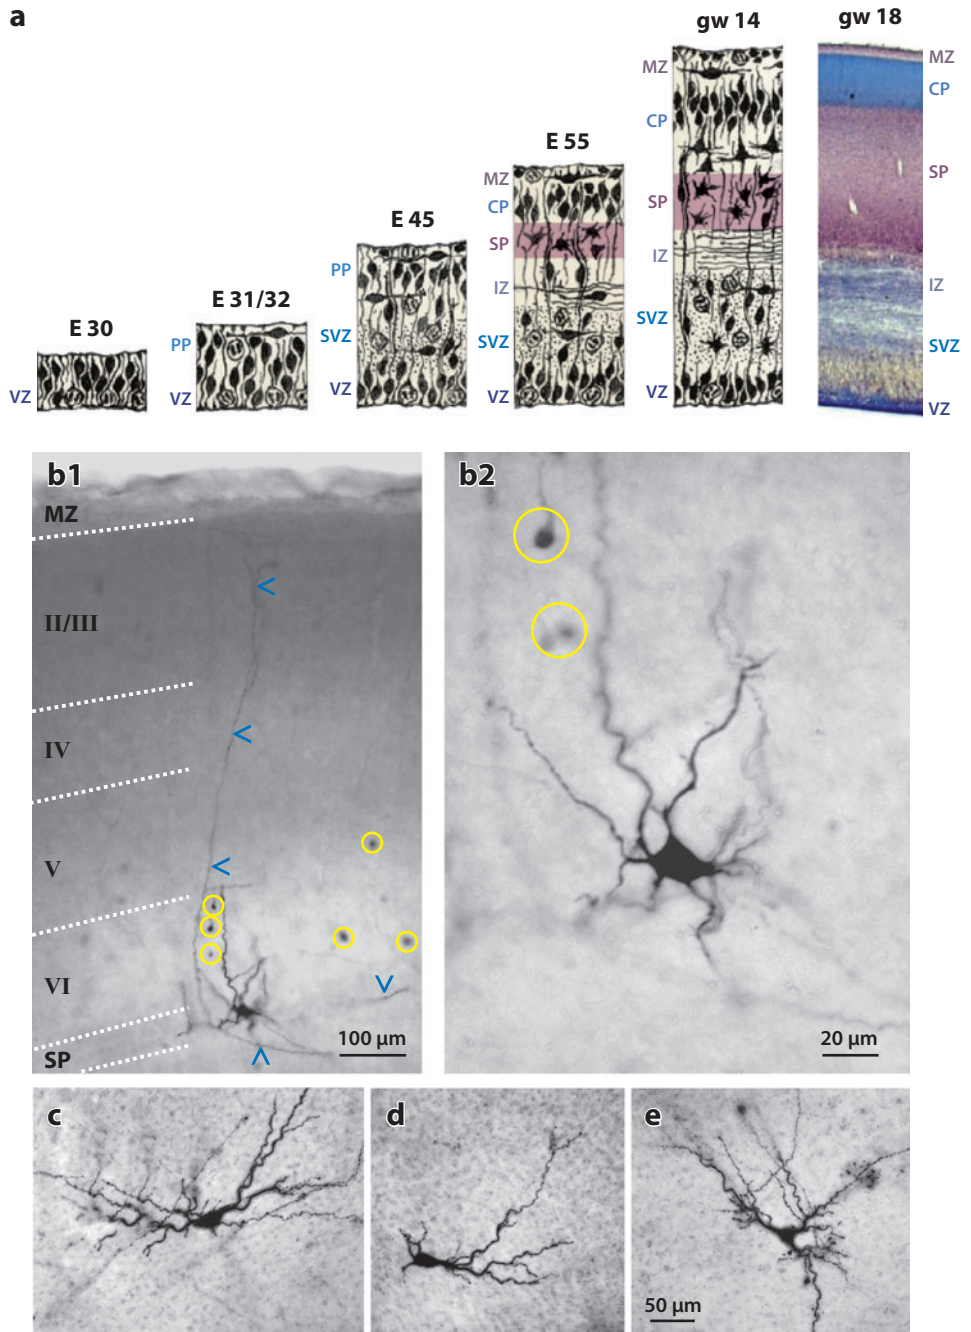 a
E 30
VZ
E 31/32
PP
VZ
E 45
PP
SVZ
VZ
E 55
MZ
CP
SP
IZ
SVZ
VZ
gw 14
MZ
CP
SP
IZ
SVZ
VZ
gw 18
MZ
CP
SP
IZ
SVZ
VZ
b1
MZ
II/III
IV
V
VI
SP
100 µm
b2
20 µm
c
d
e
50 µm